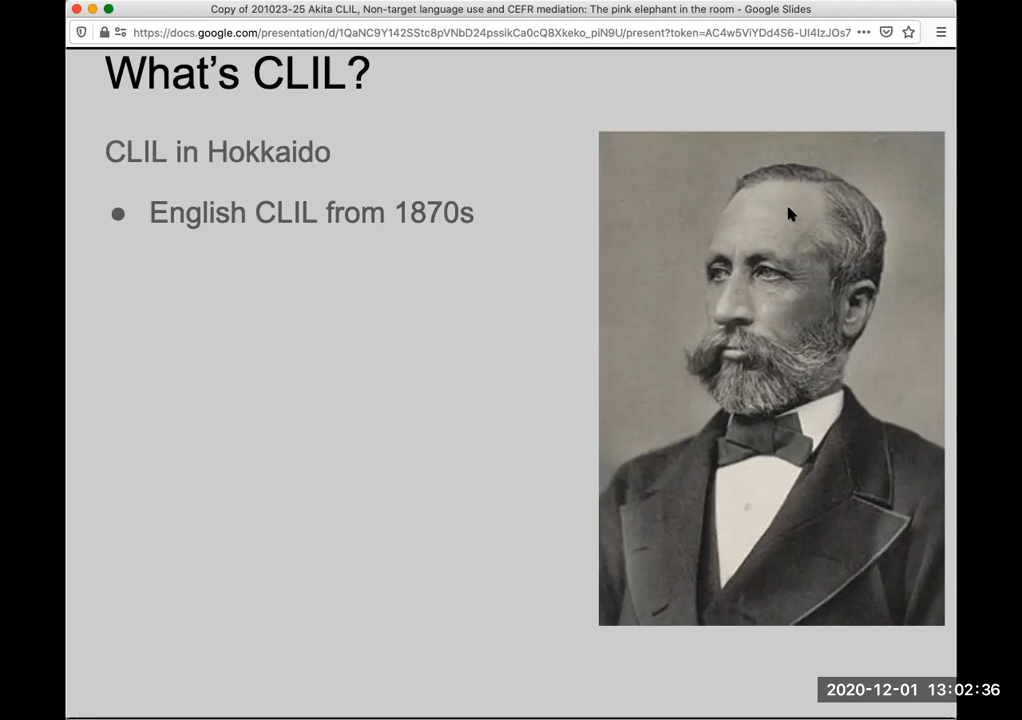 Copy of 201023-25 Akita CLIL, Non-target language use and CEFR mediation: The pink elephant in the room - Google Slides
https://docs.google.com/presentation/d/1QaNC9Y142SStc8pVNbD24pssikCa0cQ8Xkeko_piN9U/present?token=AC4w5ViYDd4S6-UI4IzJOs7
What's CLIL?
CLIL in Hokkaido
● English CLIL from 1870s
2020-12-01 13:02:36